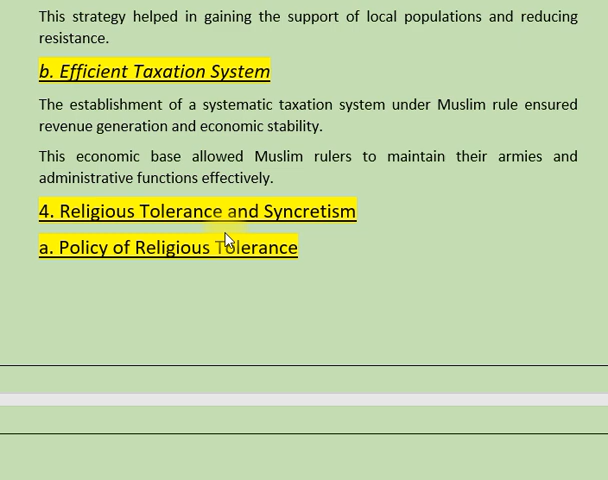 This strategy helped in gaining the support of local populations and reducing
resistance.
b. Efficient Taxation System
The establishment of a systematic taxation system under Muslim rule ensured
revenue generation and economic stability.
This economic base allowed Muslim rulers to maintain their armies and
administrative functions effectively.
4. Religious Tolerance and Syncretism
a. Policy of Religious Tolerance